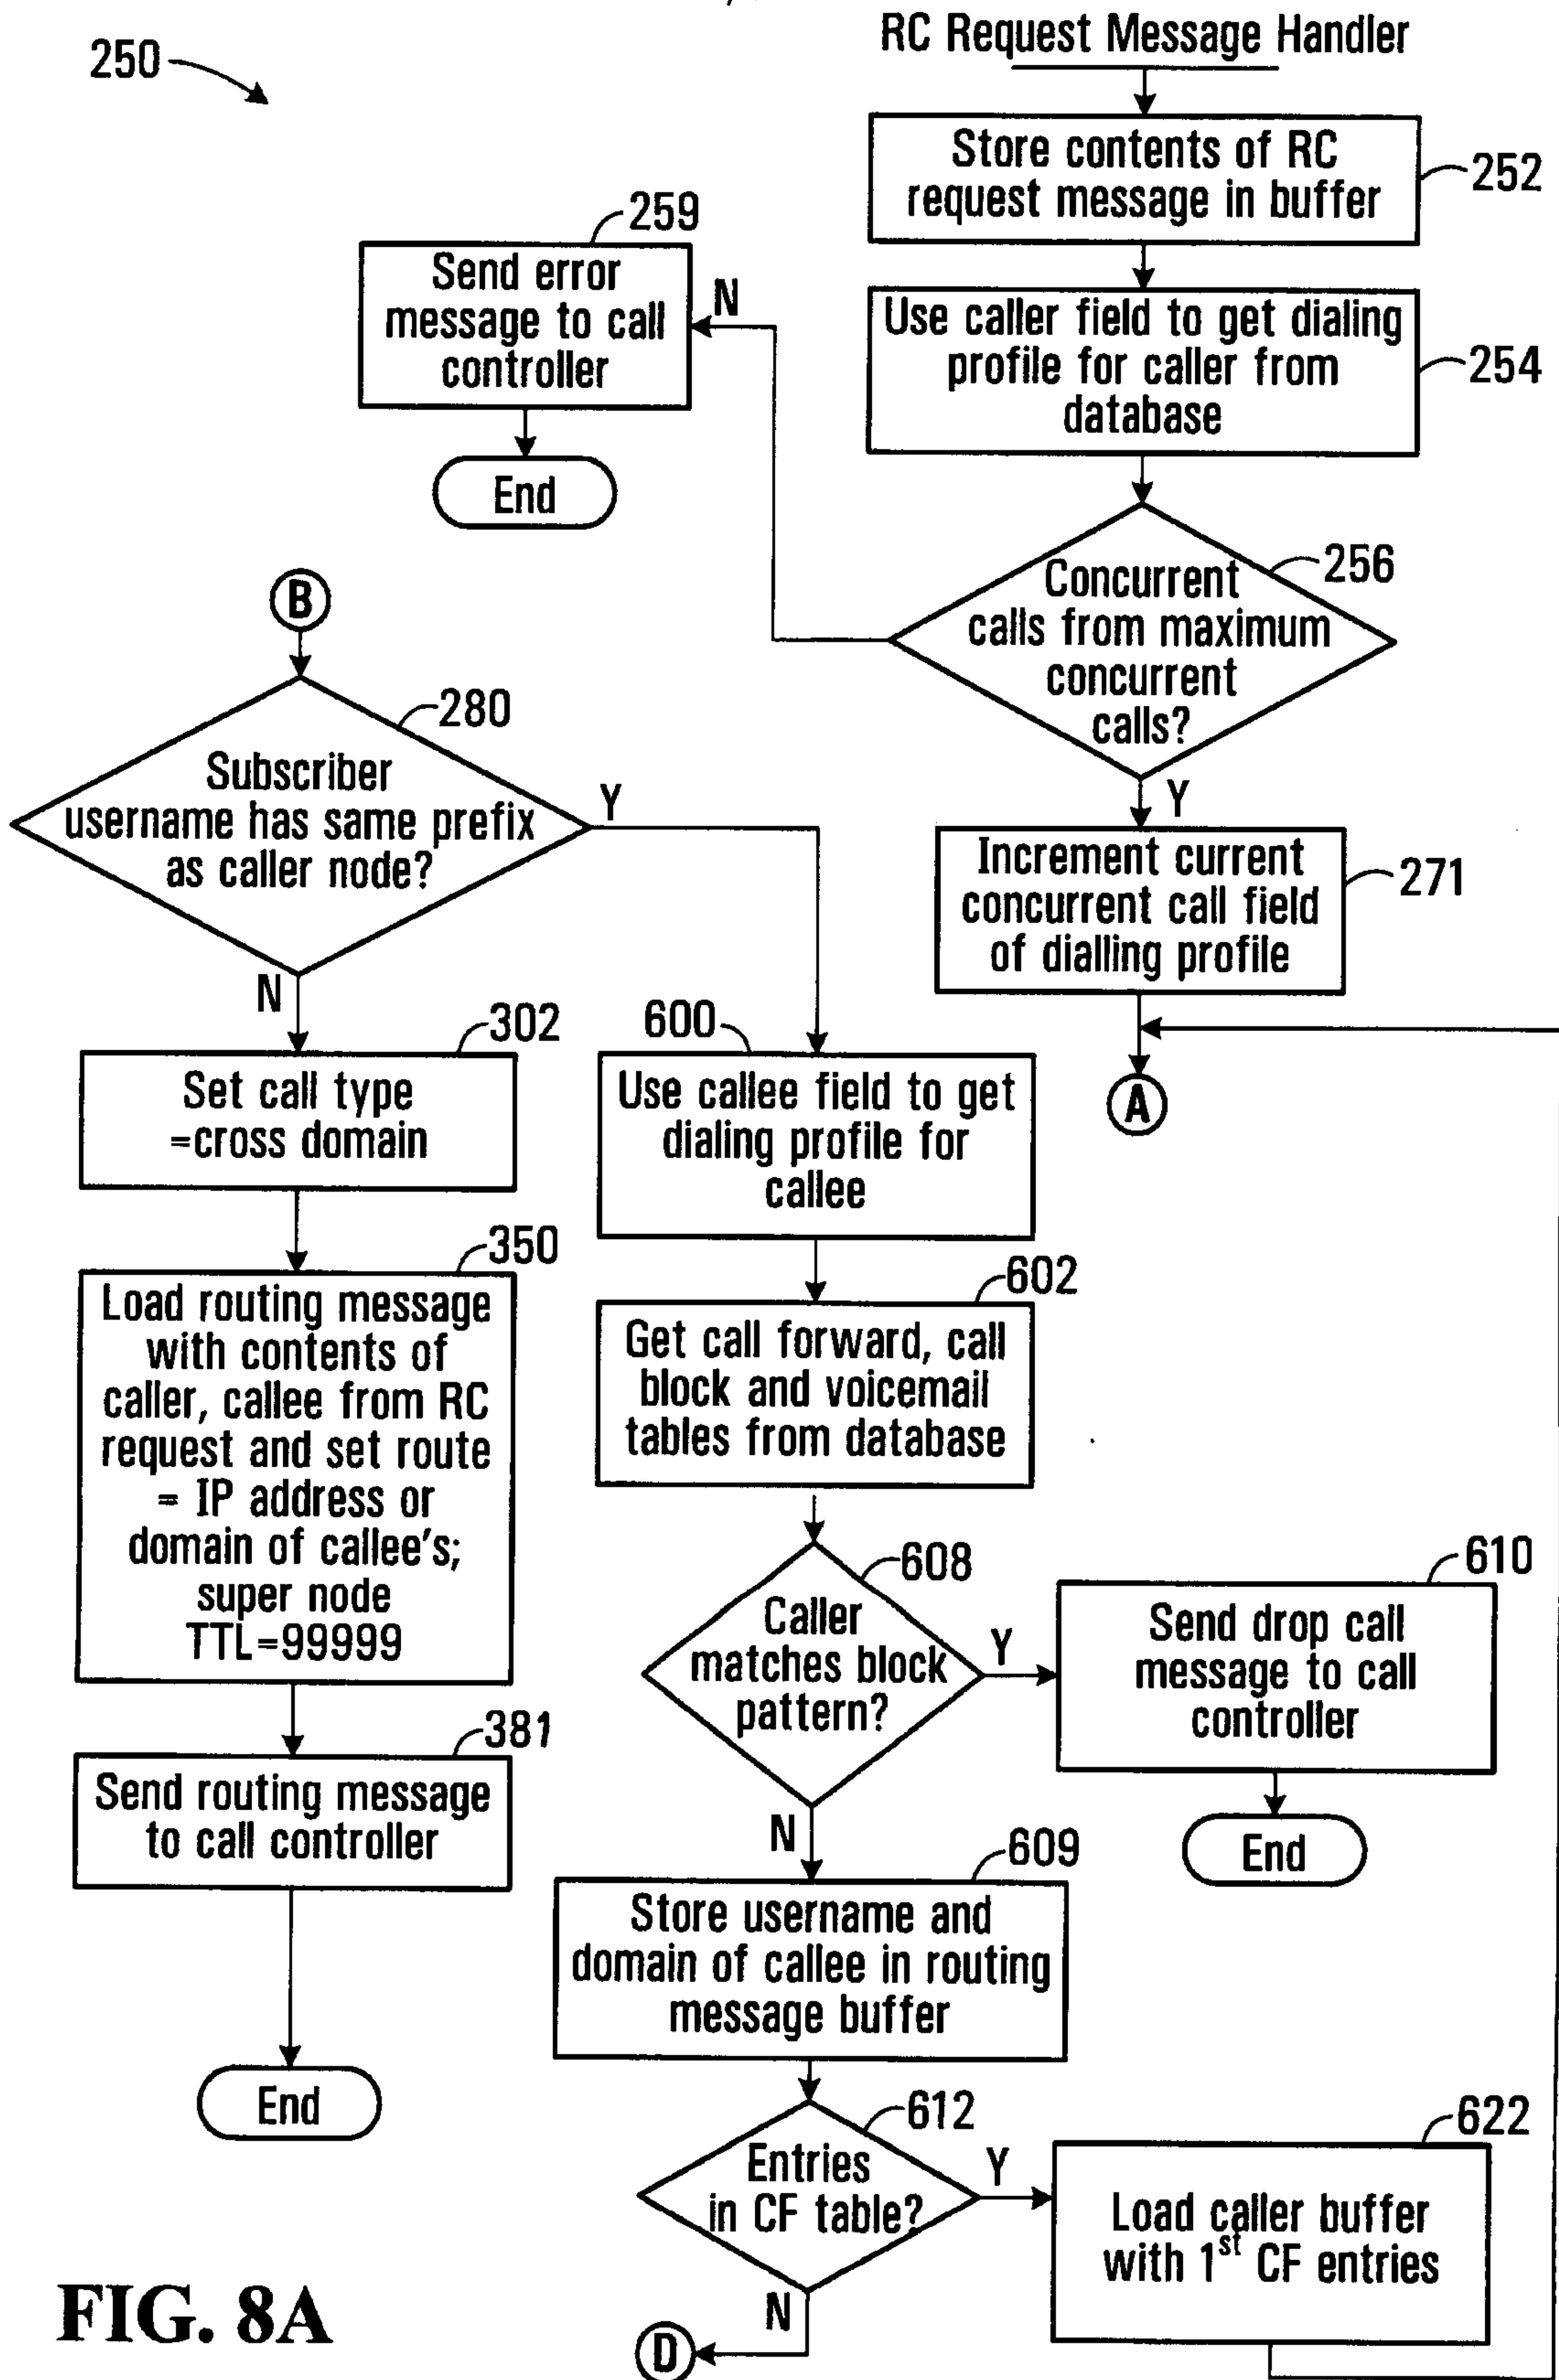 250
RC Request Message Handler
Store contents of RC
request message in buffer
252
Use caller field to get dialing
profile for caller from
database
254
259
Send error
message to call
controller
N
End
Concurrent
calls from maximum
concurrent
calls?
256
Y
Increment current
concurrent call field
of dialling profile
271
A
B
280
Subscriber
username has same prefix
as caller node?
Y
N
302
Set call type
=cross domain
350
Load routing message
with contents of
caller, callee from RC
request and set route
= IP address or
domain of callee's;
super node
TTL=99999
381
Send routing message
to call controller
End
600
Use callee field to get
dialing profile for
callee
602
Get call forward, call
block and voicemail
tables from database
608
Caller
matches block
pattern?
Y
610
Send drop call
message to call
controller
End
N
609
Store username and
domain of callee in routing
message buffer
612
Entries
in CF table?
Y
622
Load caller buffer
with 1st CF entries
N
D
FIG. 8A